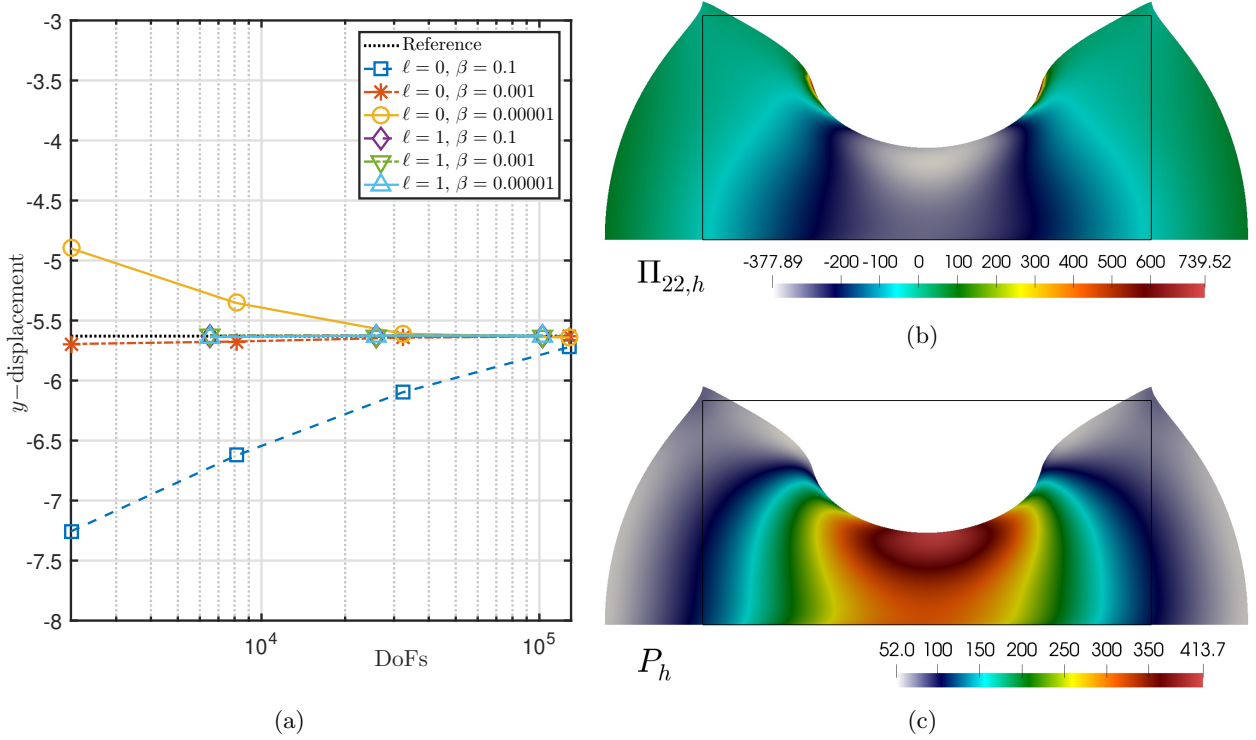 -3
-3.5
-4
-4.5
-5
-5.5
-6
-6.5
-7
-7.5
-8
y−displacement
10^4
10^5
DoFs
Reference
ℓ = 0, β = 0.1
ℓ = 0, β = 0.001
ℓ = 0, β = 0.00001
ℓ = 1, β = 0.1
ℓ = 1, β = 0.001
ℓ = 1, β = 0.00001
(a)
Π_{22,h}
-377.89 -200 -100 0 100 200 300 400 500 600 739.52
(b)
P_h
52.0 100 150 200 250 300 350 413.7
(c)